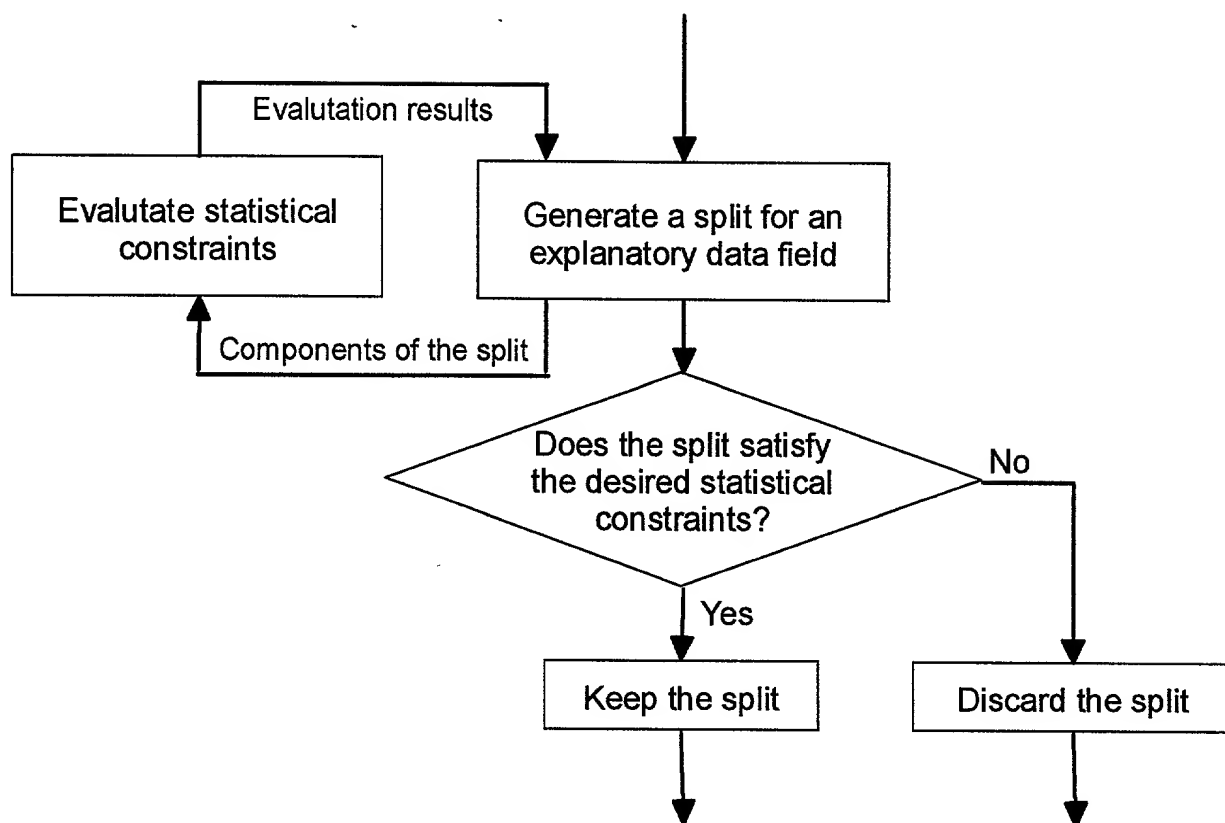 Evalutation results
Evalutate statistical
constraints
Generate a split for an
explanatory data field
Components of the split
Does the split satisfy
the desired statistical
constraints?
No
Yes
Keep the split
Discard the split